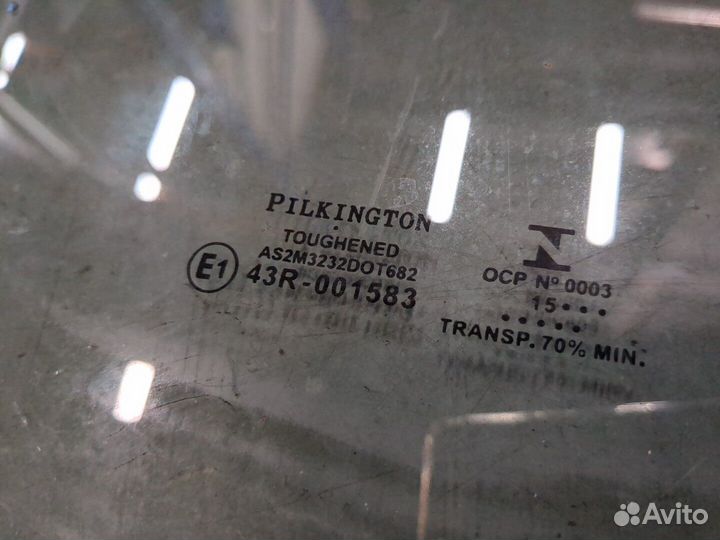 PILKINGTON
TOUGHENED
AS2M3232DOT682
E1 43R-001583
OCP Nº 0003
15•••
•••••
TRANSP. 70% MIN.
Avito